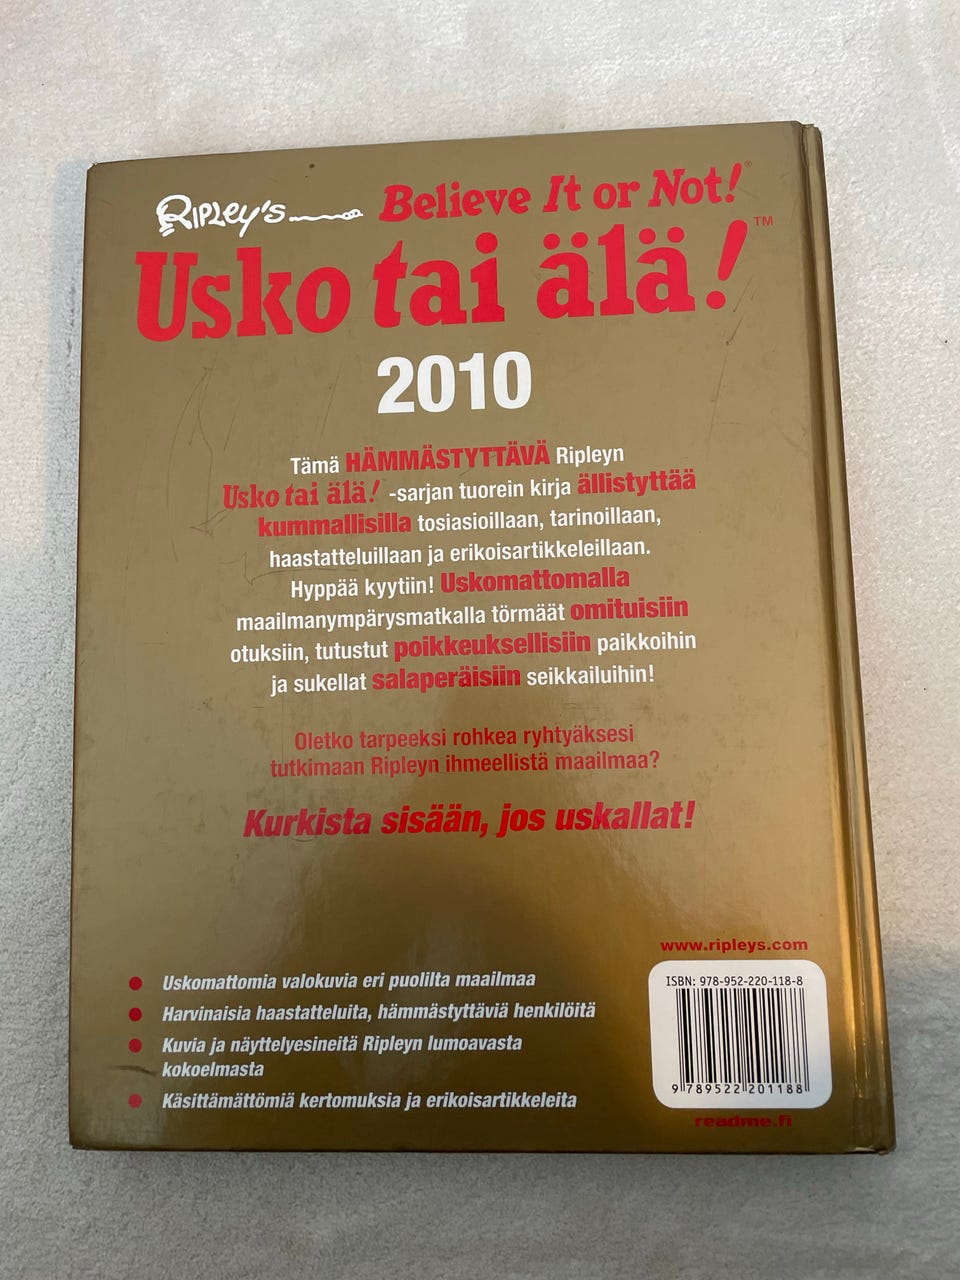 Ripley's Believe It or Not!®
Usko tai älä!™
2010
Tämä HÄMMÄSTYTTÄVÄ Ripleyn
Usko tai älä! -sarjan tuorein kirja ällistyttää
kummallisilla tosiasioillaan, tarinoillaan,
haastatteluillaan ja erikoisartikkeleillaan.
Hyppää kyytiin! Uskomattomalla
maailmanympärysmatkalla törmäät omituisiin
otuksiin, tutustut poikkeuksellisiin paikkoihin
ja sukellat salaperäisiin seikkailuihin!
Oletko tarpeeksi rohkea ryhtyäksesi
tutkimaan Ripleyn ihmeellistä maailmaa?
Kurkista sisään, jos uskallat!
www.ripleys.com
• Uskomattomia valokuvia eri puolilta maailmaa
• Harvinaisia haastatteluita, hämmästyttäviä henkilöitä
• Kuvia ja näyttelyesineitä Ripleyn lumoavasta
kokoelmasta
• Käsittämättömiä kertomuksia ja erikoisartikkeleita
ISBN: 978-952-220-118-8
9 789522 201188
readme.fi